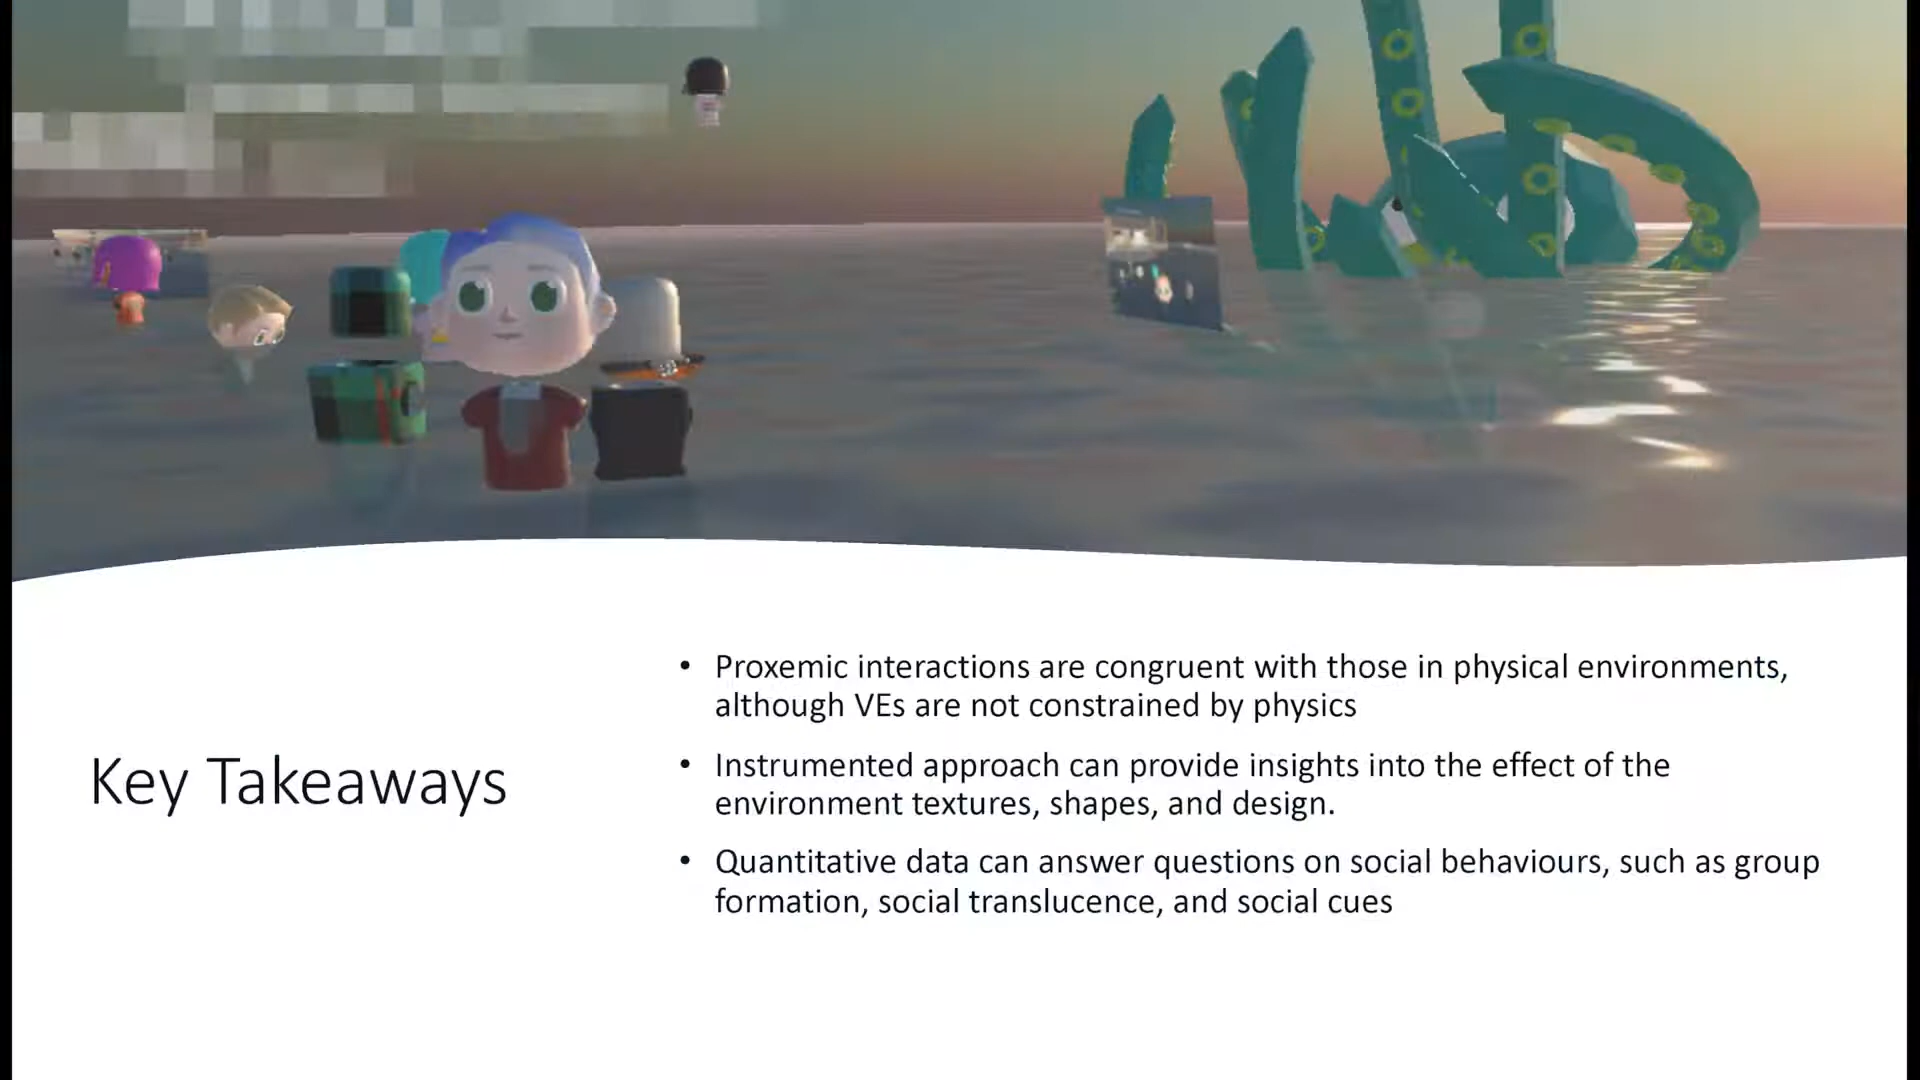 Key Takeaways
• Proxemic interactions are congruent with those in physical environments,
although VEs are not constrained by physics
• Instrumented approach can provide insights into the effect of the
environment textures, shapes, and design.
• Quantitative data can answer questions on social behaviours, such as group
formation, social translucence, and social cues